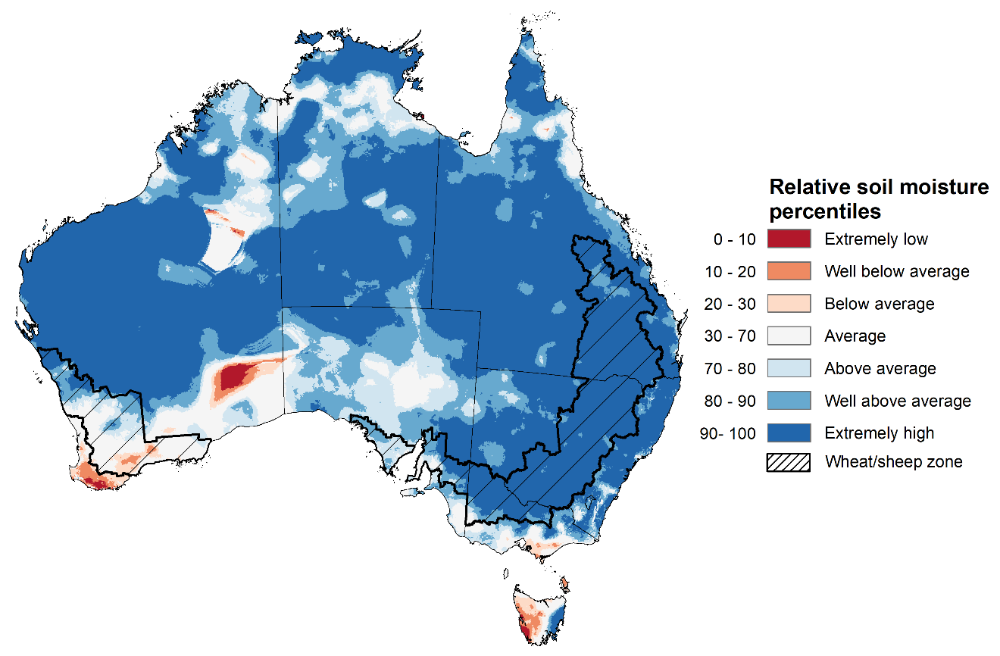 Relative soil moisture
percentiles
0 - 10 Extremely low
10 - 20 Well below average
20 - 30 Below average
30 - 70 Average
70 - 80 Above average
80 - 90 Well above average
90- 100 Extremely high
Wheat/sheep zone